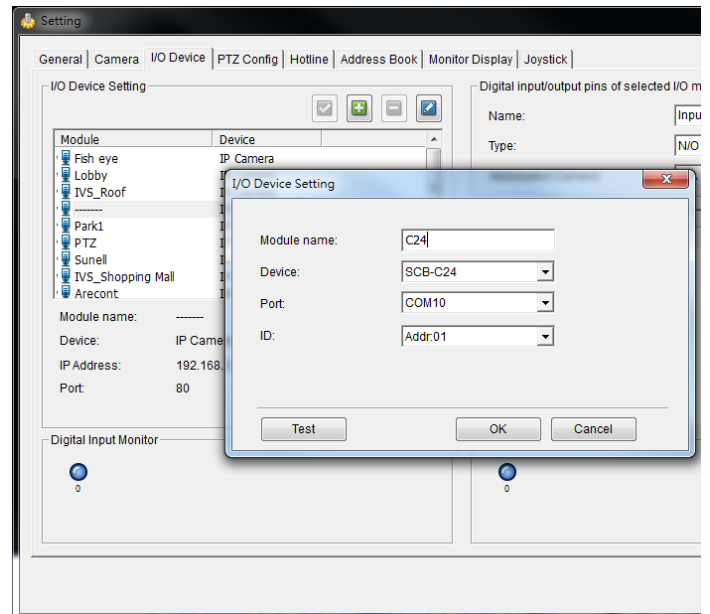 Setting
General Camera I/O Device PTZ Config Hotline Address Book Monitor Display Joystick
I/O Device Setting
Module Device
Fish eye IP Camera
Lobby
IVS_Roof
-------
Park1
PTZ
Sunell
IVS_Shopping Mall
Arecont
Module name: -------
Device: IP Came
IP Address: 192.168.
Port: 80
Digital Input Monitor
0
Digital input/output pins of selected I/O m
Name: Inpu
Type: N/O
I/O Device Setting
Module name: C24
Device: SCB-C24
Port: COM10
ID: Addr:01
Test OK Cancel
0